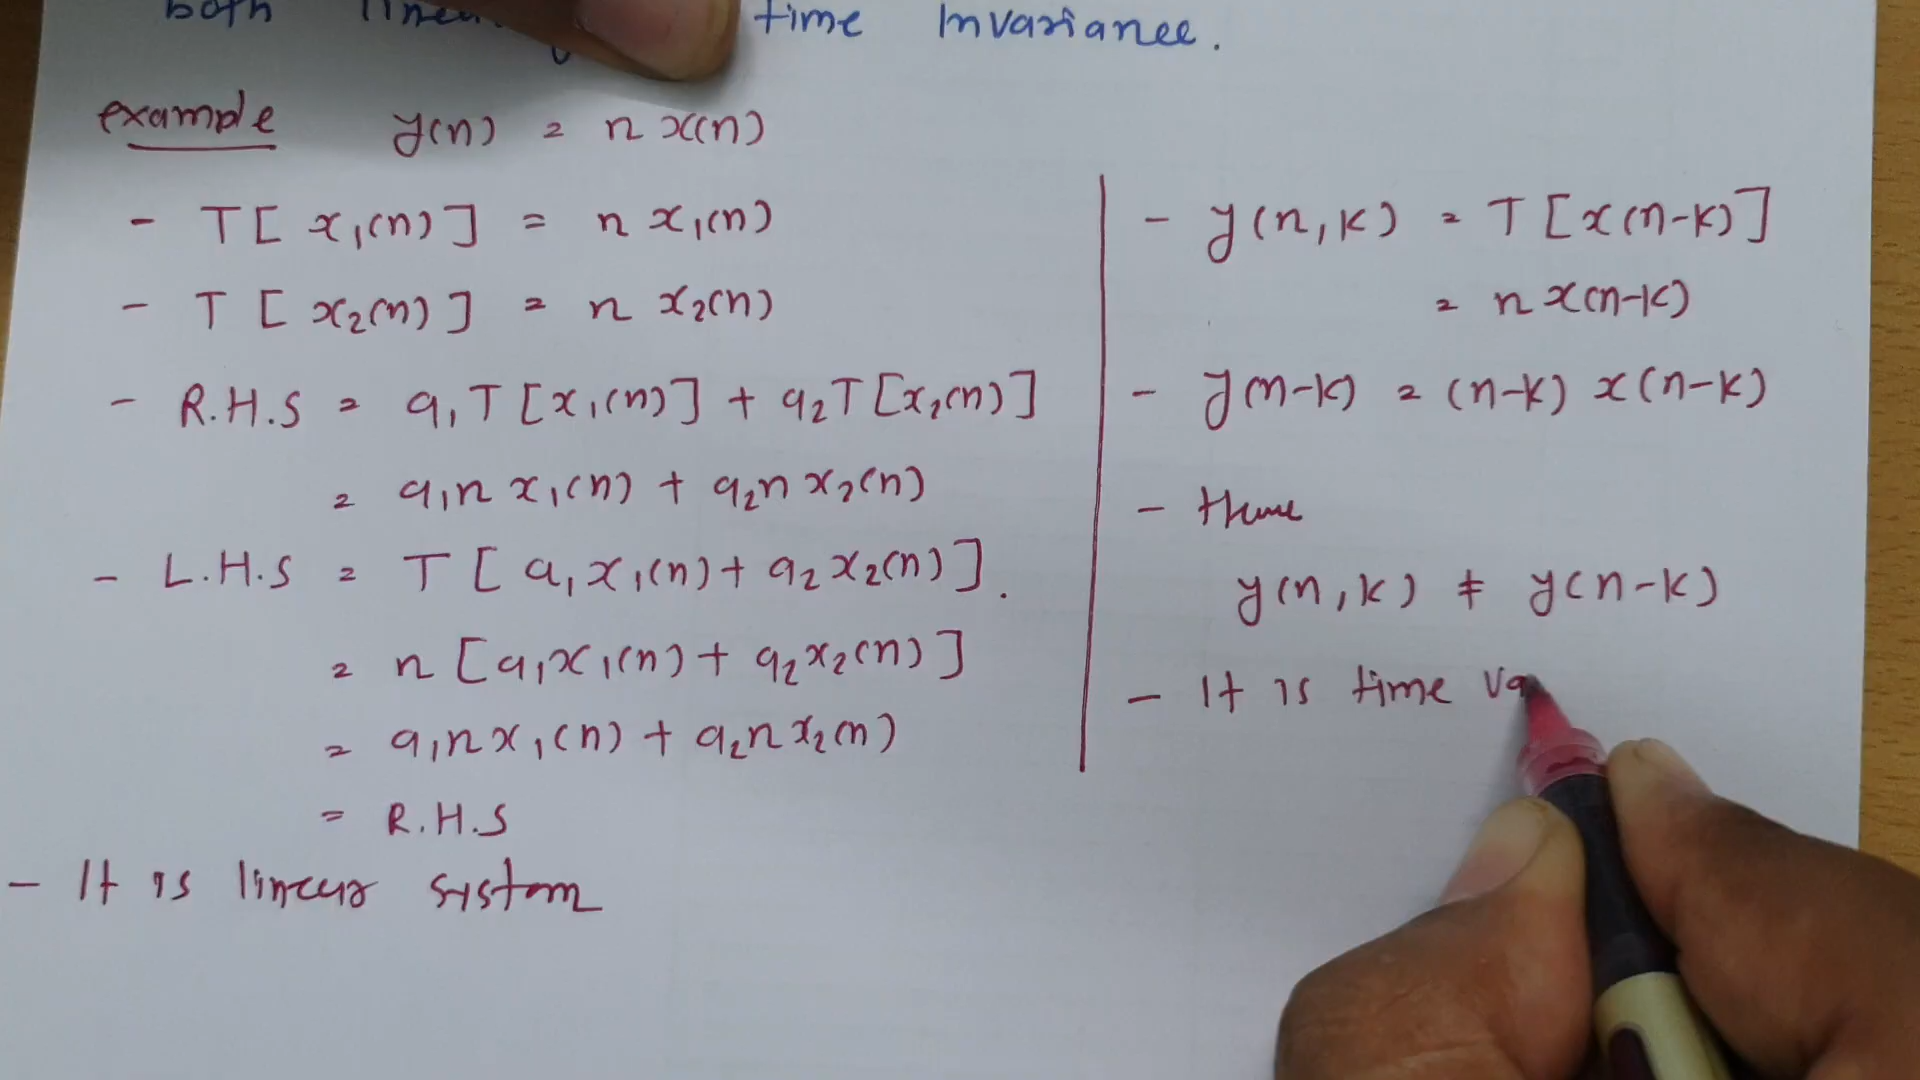 both time Invariance.
example y(n) = n x(n)
- T[ x₁(n)] = n x₁(n)
- T [ x₂(n)] = n x₂(n)
- R.H.S = a₁T[x₁(n)] + a₂T[x₂(n)]
= a₁n x₁(n) + a₂n x₂(n)
- L.H.S = T [ a₁x₁(n) + a₂x₂(n)].
= n [a₁x₁(n) + a₂x₂(n)]
= a₁n x₁(n) + a₂n x₂(n)
= R.H.S
- It is linear system
- y(n,k) = T[x(n-k)]
= n x(n-k)
- y(n-k) = (n-k) x(n-k)
-
y(n,k) ≠ y(n-k)
- It is time va